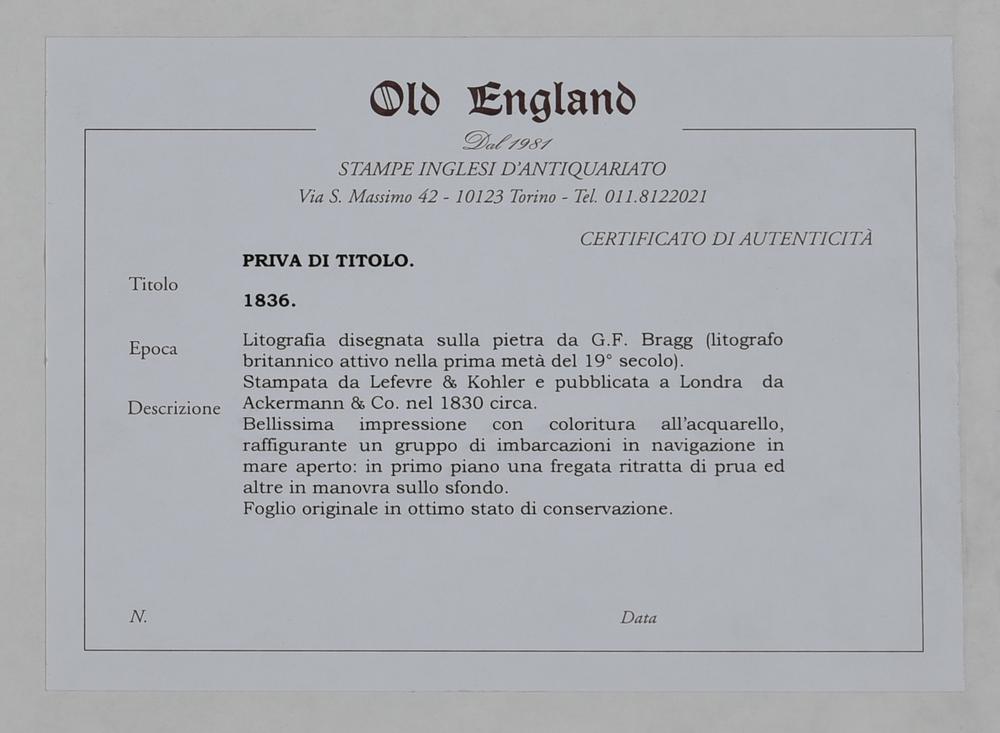 Old England
Dal 1981
STAMPE INGLESI D'ANTIQUARIATO
Via S. Massimo 42 - 10123 Torino - Tel. 011.8122021
CERTIFICATO DI AUTENTICITÀ
Titolo
PRIVA DI TITOLO.
Epoca
1836.
Descrizione
Litografia disegnata sulla pietra da G.F. Bragg (litografo
britannico attivo nella prima metà del 19° secolo).
Stampata da Lefevre & Kohler e pubblicata a Londra da
Ackermann & Co. nel 1830 circa.
Bellissima impressione con coloritura all'acquarello,
raffigurante un gruppo di imbarcazioni in navigazione in
mare aperto: in primo piano una fregata ritratta di prua ed
altre in manovra sullo sfondo.
Foglio originale in ottimo stato di conservazione.
N.
Data